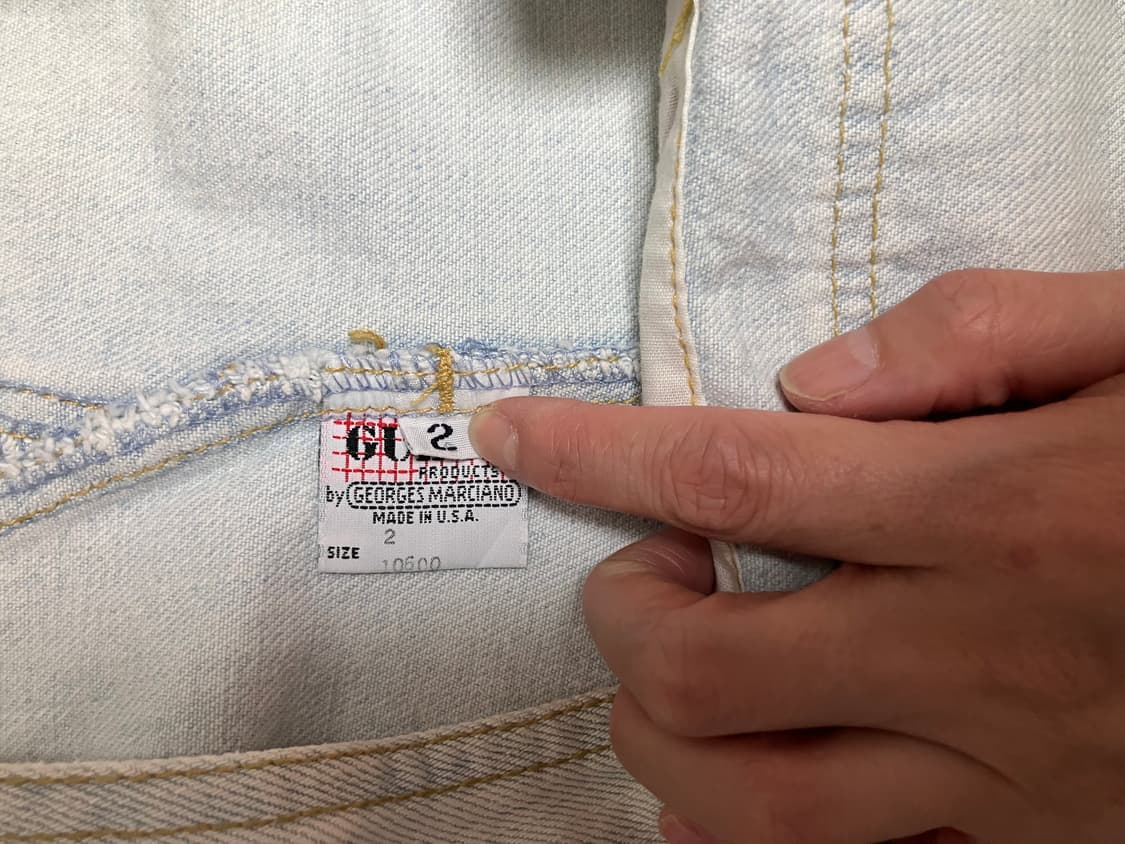 GU
2
PRODUCTS
by GEORGES MARCIANO
MADE IN U.S.A.
2
SIZE
10600